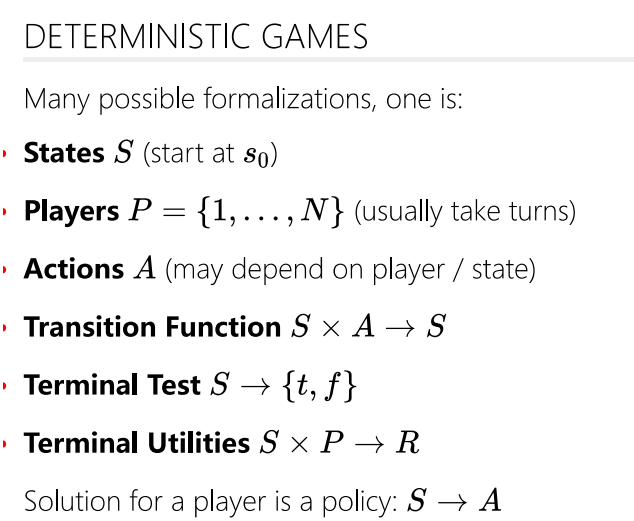 DETERMINISTIC GAMES
Many possible formalizations, one is:
States S (start at s₀)
Players P = {1, . . . , N} (usually take turns)
Actions A (may depend on player / state)
Transition Function S × A → S
Terminal Test S → {t, f}
Terminal Utilities S × P → R
Solution for a player is a policy: S → A